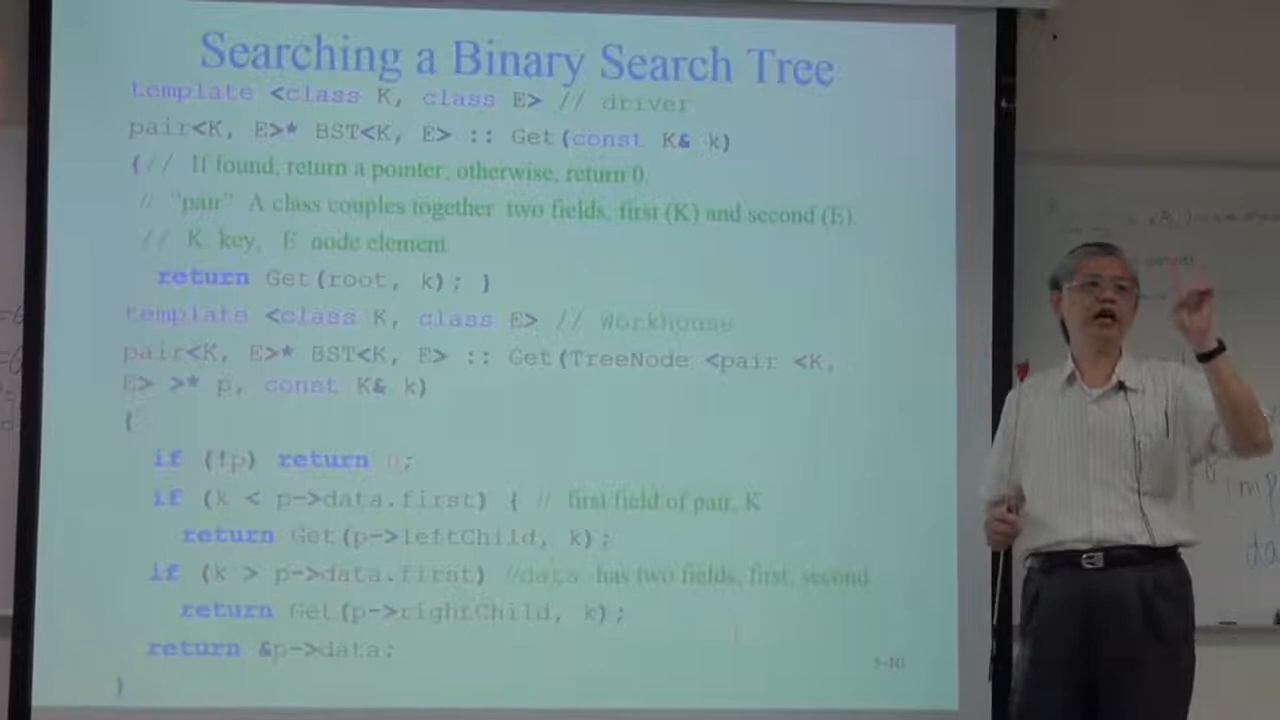 Searching a Binary Search Tree
template <class K, class E> // driver
pair<K, E>* BST<K, E> :: Get(const K& k)
{// If found, return a pointer, otherwise, return 0.
// "pair" A class couples together two fields, first (K) and second (E).
// K key, E node element
return Get(root, k); }
template <class K, class E> // Workhouse
pair<K, E>* BST<K, E> :: Get(TreeNode <pair <K,
E> >* p, const K& k)
{
if (!p) return 0;
if (k < p->data.first) { // first field of pair, K
return Get(p->leftChild, k);
if (k > p->data.first) //data has two fields, first, second
return Get(p->rightChild, k);
return &p->data;
}
5-40